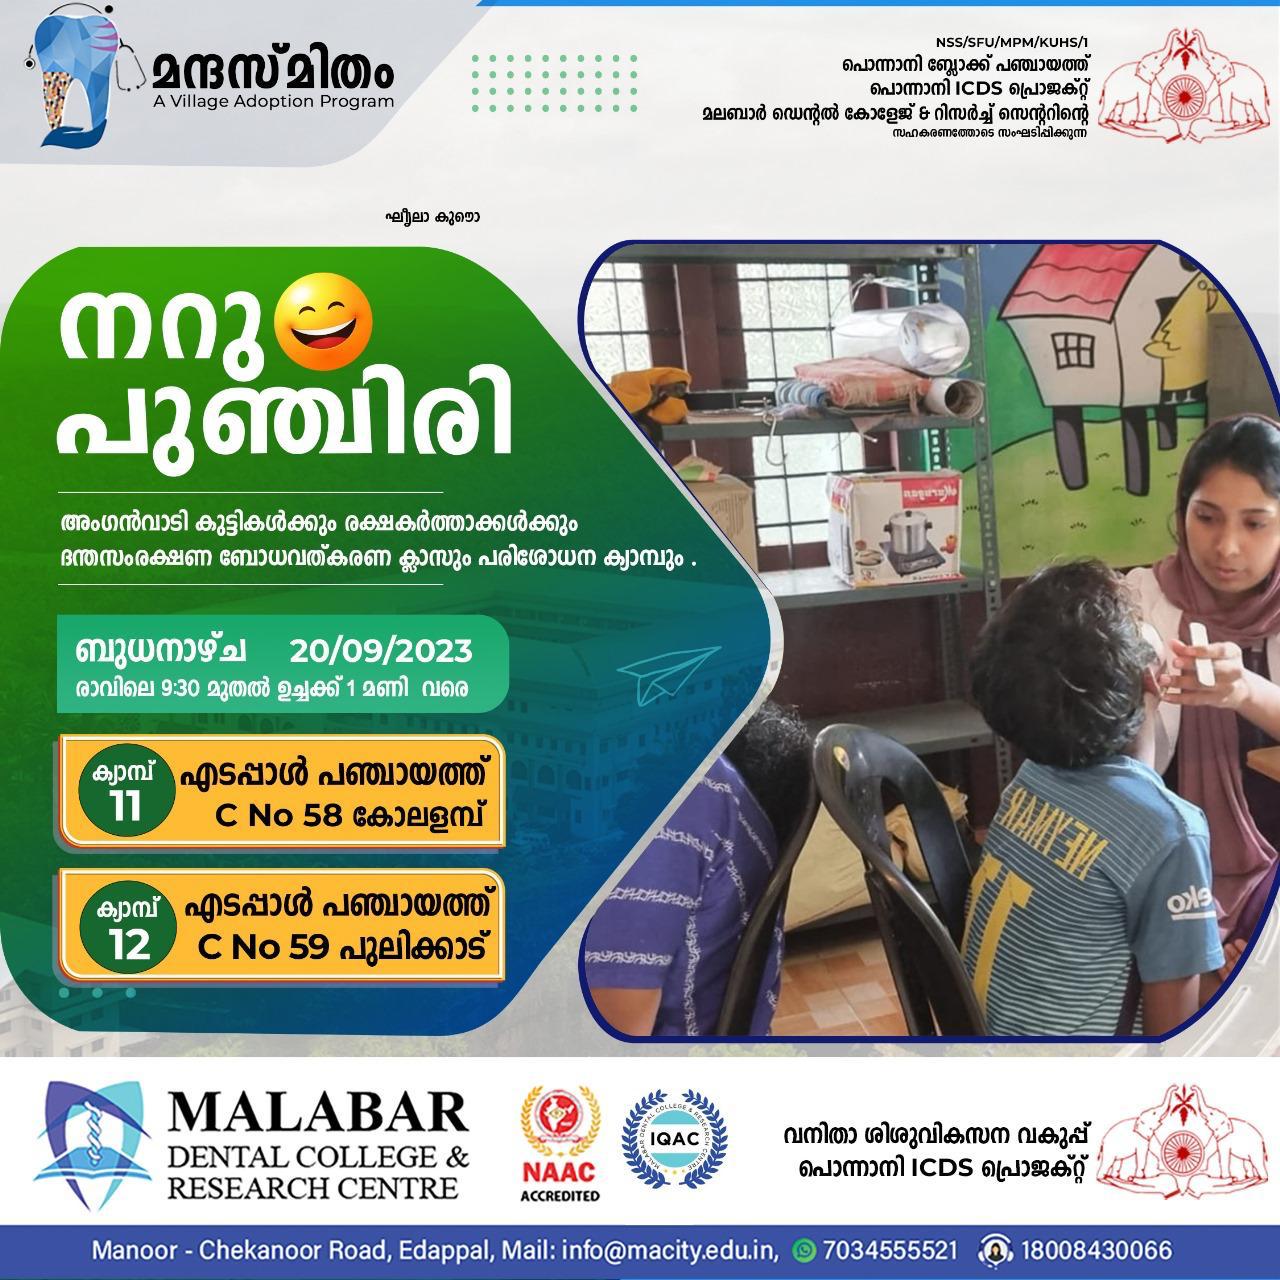 മന്ദസ്മിതം
A Village Adoption Program
NSS/SFU/MPM/KUHS/1
പൊന്നാനി ബ്ലോക്ക് പഞ്ചായത്ത്
പൊന്നാനി ICDS പ്രൊജക്റ്റ്
മലബാർ ഡെന്റൽ കോളേജ് & റിസർച്ച് സെന്ററിന്റെ
സഹകരണത്തോടെ സംഘടിപ്പിക്കുന്ന
നറു
പുഞ്ചിരി
അംഗൻവാടി കുട്ടികൾക്കും രക്ഷകർത്താക്കൾക്കും
ദന്തസംരക്ഷണ ബോധവത്കരണ ക്ലാസും പരിശോധന ക്യാമ്പും .
ബുധനാഴ്ച 20/09/2023
രാവിലെ 9:30 മുതൽ ഉച്ചക്ക് 1 മണി വരെ
ക്യാമ്പ് 11
എടപ്പാൾ പഞ്ചായത്ത്
C No 58 കോലളമ്പ്
ക്യാമ്പ് 12
എടപ്പാൾ പഞ്ചായത്ത്
C No 59 പുലിക്കാട്
MALABAR
DENTAL COLLEGE &
RESEARCH CENTRE
NAAC
ACCREDITED
IQAC
വനിതാ ശിശുവികസന വകുപ്പ്
പൊന്നാനി ICDS പ്രൊജക്റ്റ്
Manoor - Chekanoor Road, Edappal, Mail: info@macity.edu.in, 7034555521 18008430066